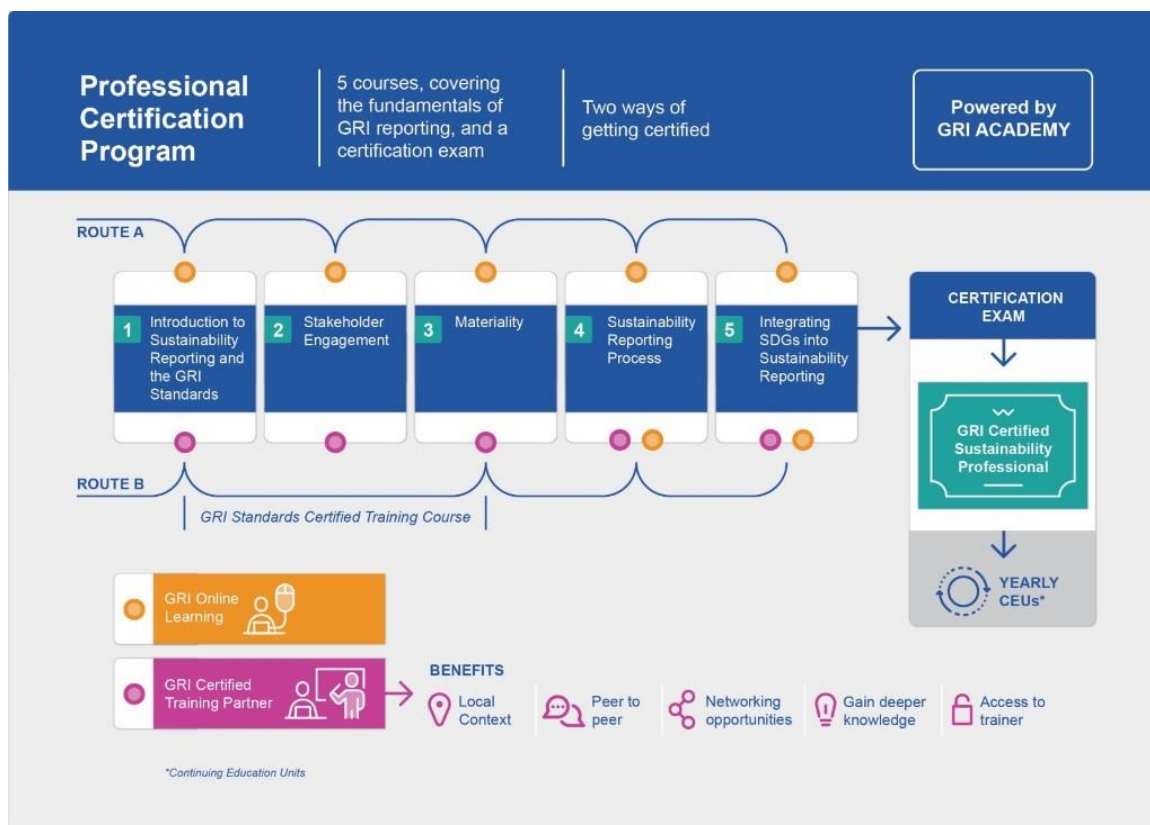 Professional
Certification
Program
5 courses, covering
the fundamentals of
GRI reporting, and a
certification exam
Two ways of
getting certified
Powered by
GRI ACADEMY
ROUTE A
1
Introduction to
Sustainability
Reporting and
the GRI
Standards
2
Stakeholder
Engagement
3
Materiality
4
Sustainability
Reporting
Process
5
Integrating
SDGs into
Sustainability
Reporting
CERTIFICATION
EXAM
GRI Certified
Sustainability
Professional
YEARLY
CEUs*
ROUTE B
GRI Standards Certified Training Course
GRI Online
Learning
GRI Certified
Training Partner
BENEFITS
Local
Context
Peer to
peer
Networking
opportunities
Gain deeper
knowledge
Access to
trainer
*Continuing Education Units